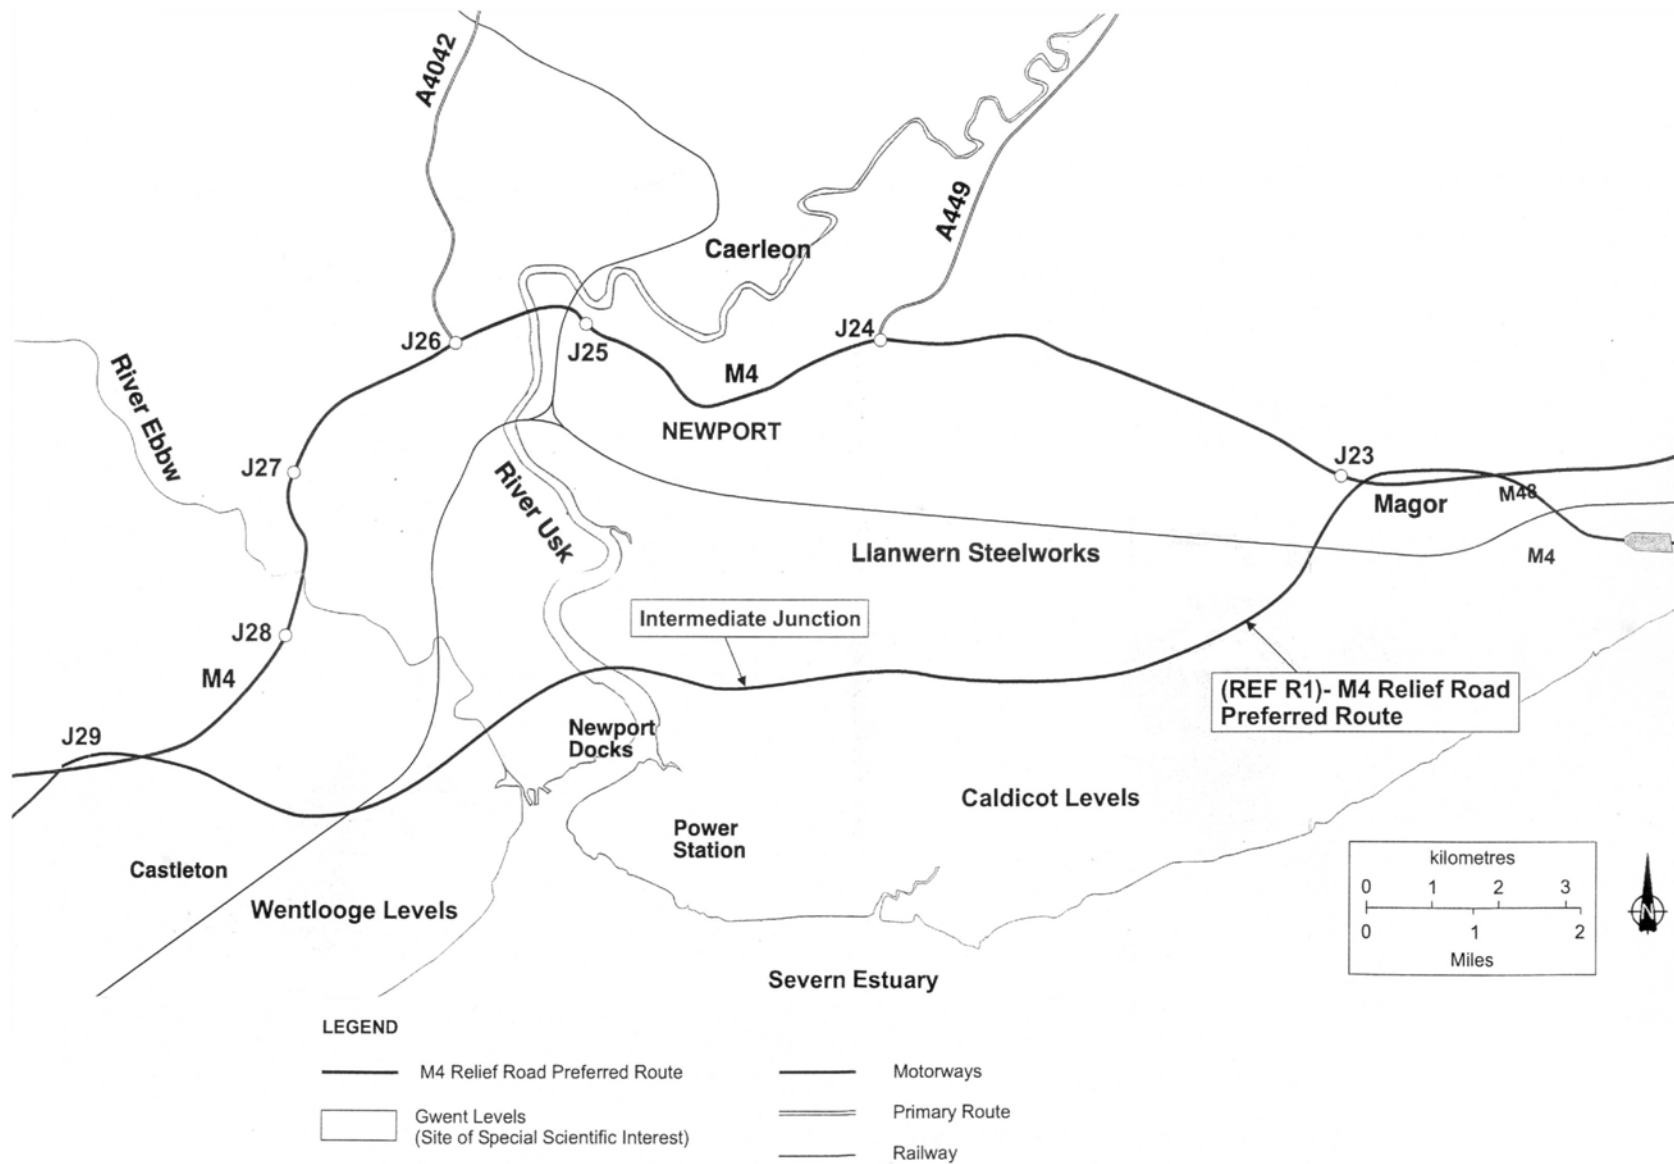 A4042
A449
Caerleon
J26
J25
J24
M4
NEWPORT
River Ebbw
J27
River Usk
J23
Magor
M48
M4
Llanwern Steelworks
Intermediate Junction
J28
M4
(REF R1)- M4 Relief Road
Preferred Route
J29
Newport
Docks
Caldicot Levels
Power
Station
Castleton
Wentlooge Levels
Severn Estuary
kilometres
0 1 2 3
0 1 2
Miles
N
LEGEND
M4 Relief Road Preferred Route
Gwent Levels
(Site of Special Scientific Interest)
Motorways
Primary Route
Railway